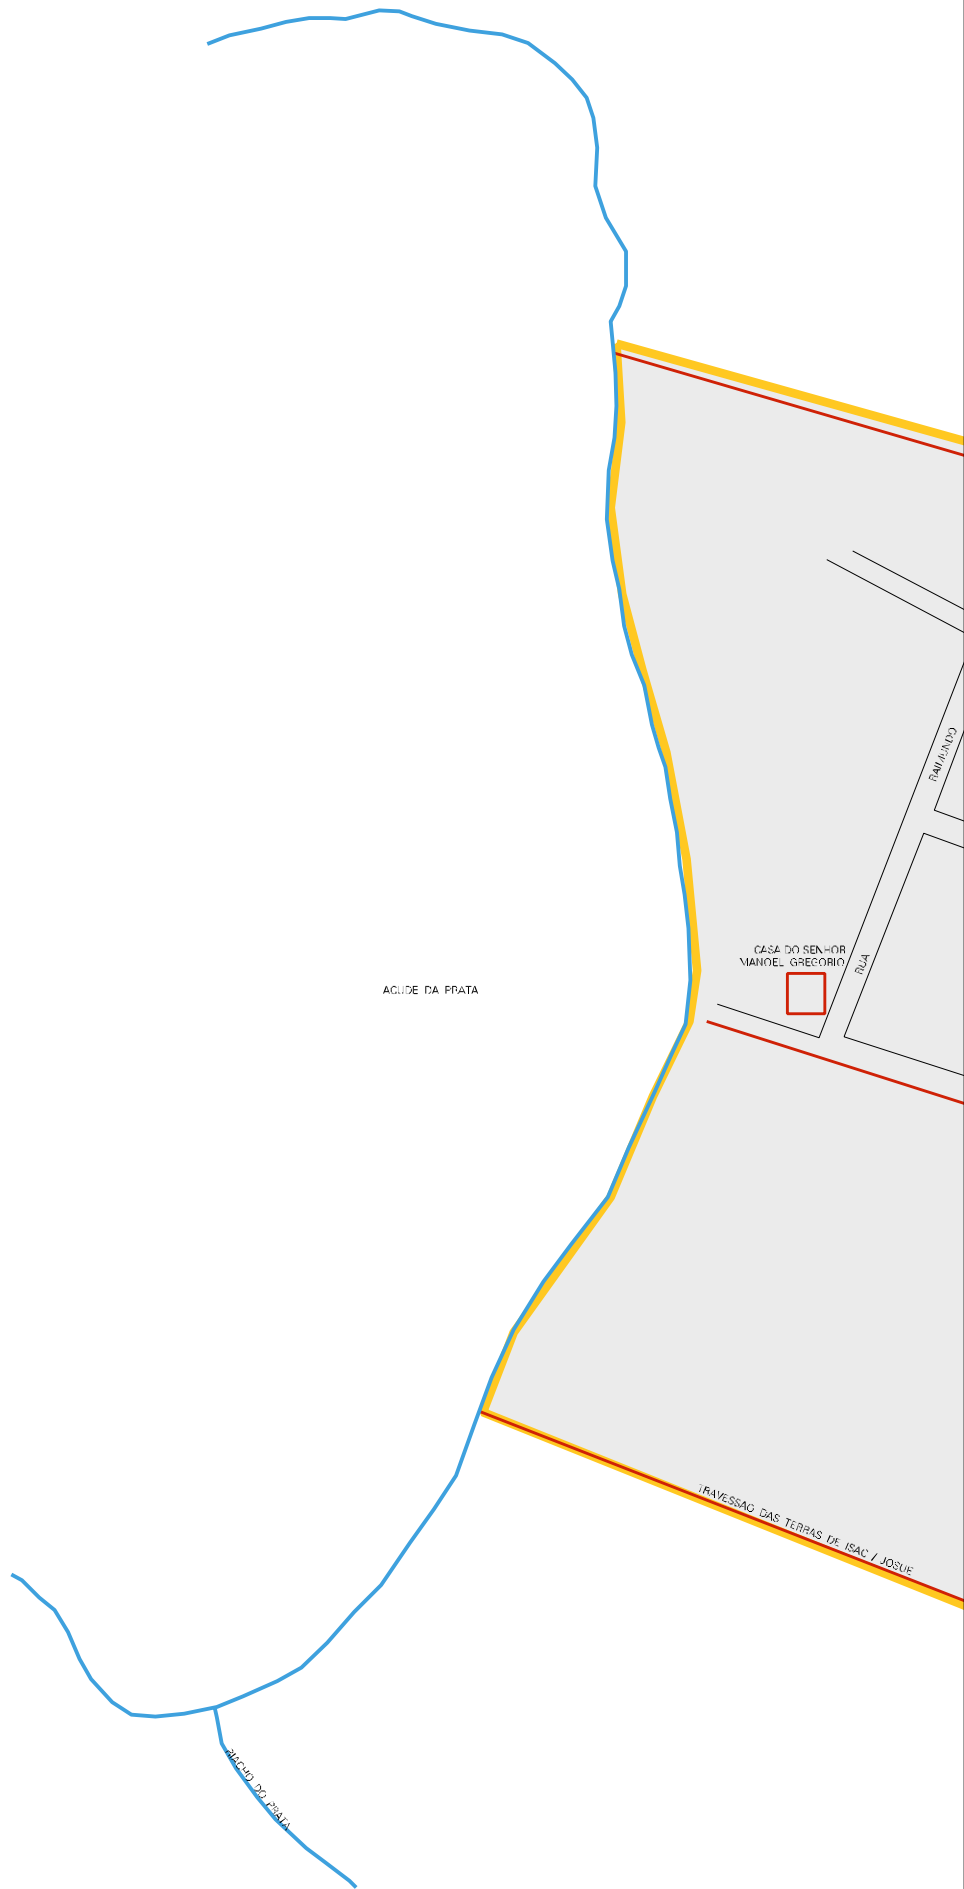 RAIMUNDO
CASA DO SENHOR
MANOEL GREGORIO
RUA
ACUDE DA PRATA
TRAVESSAO DAS TERRAS DE ISAC / JOSUE
RIACHO DO PRATA